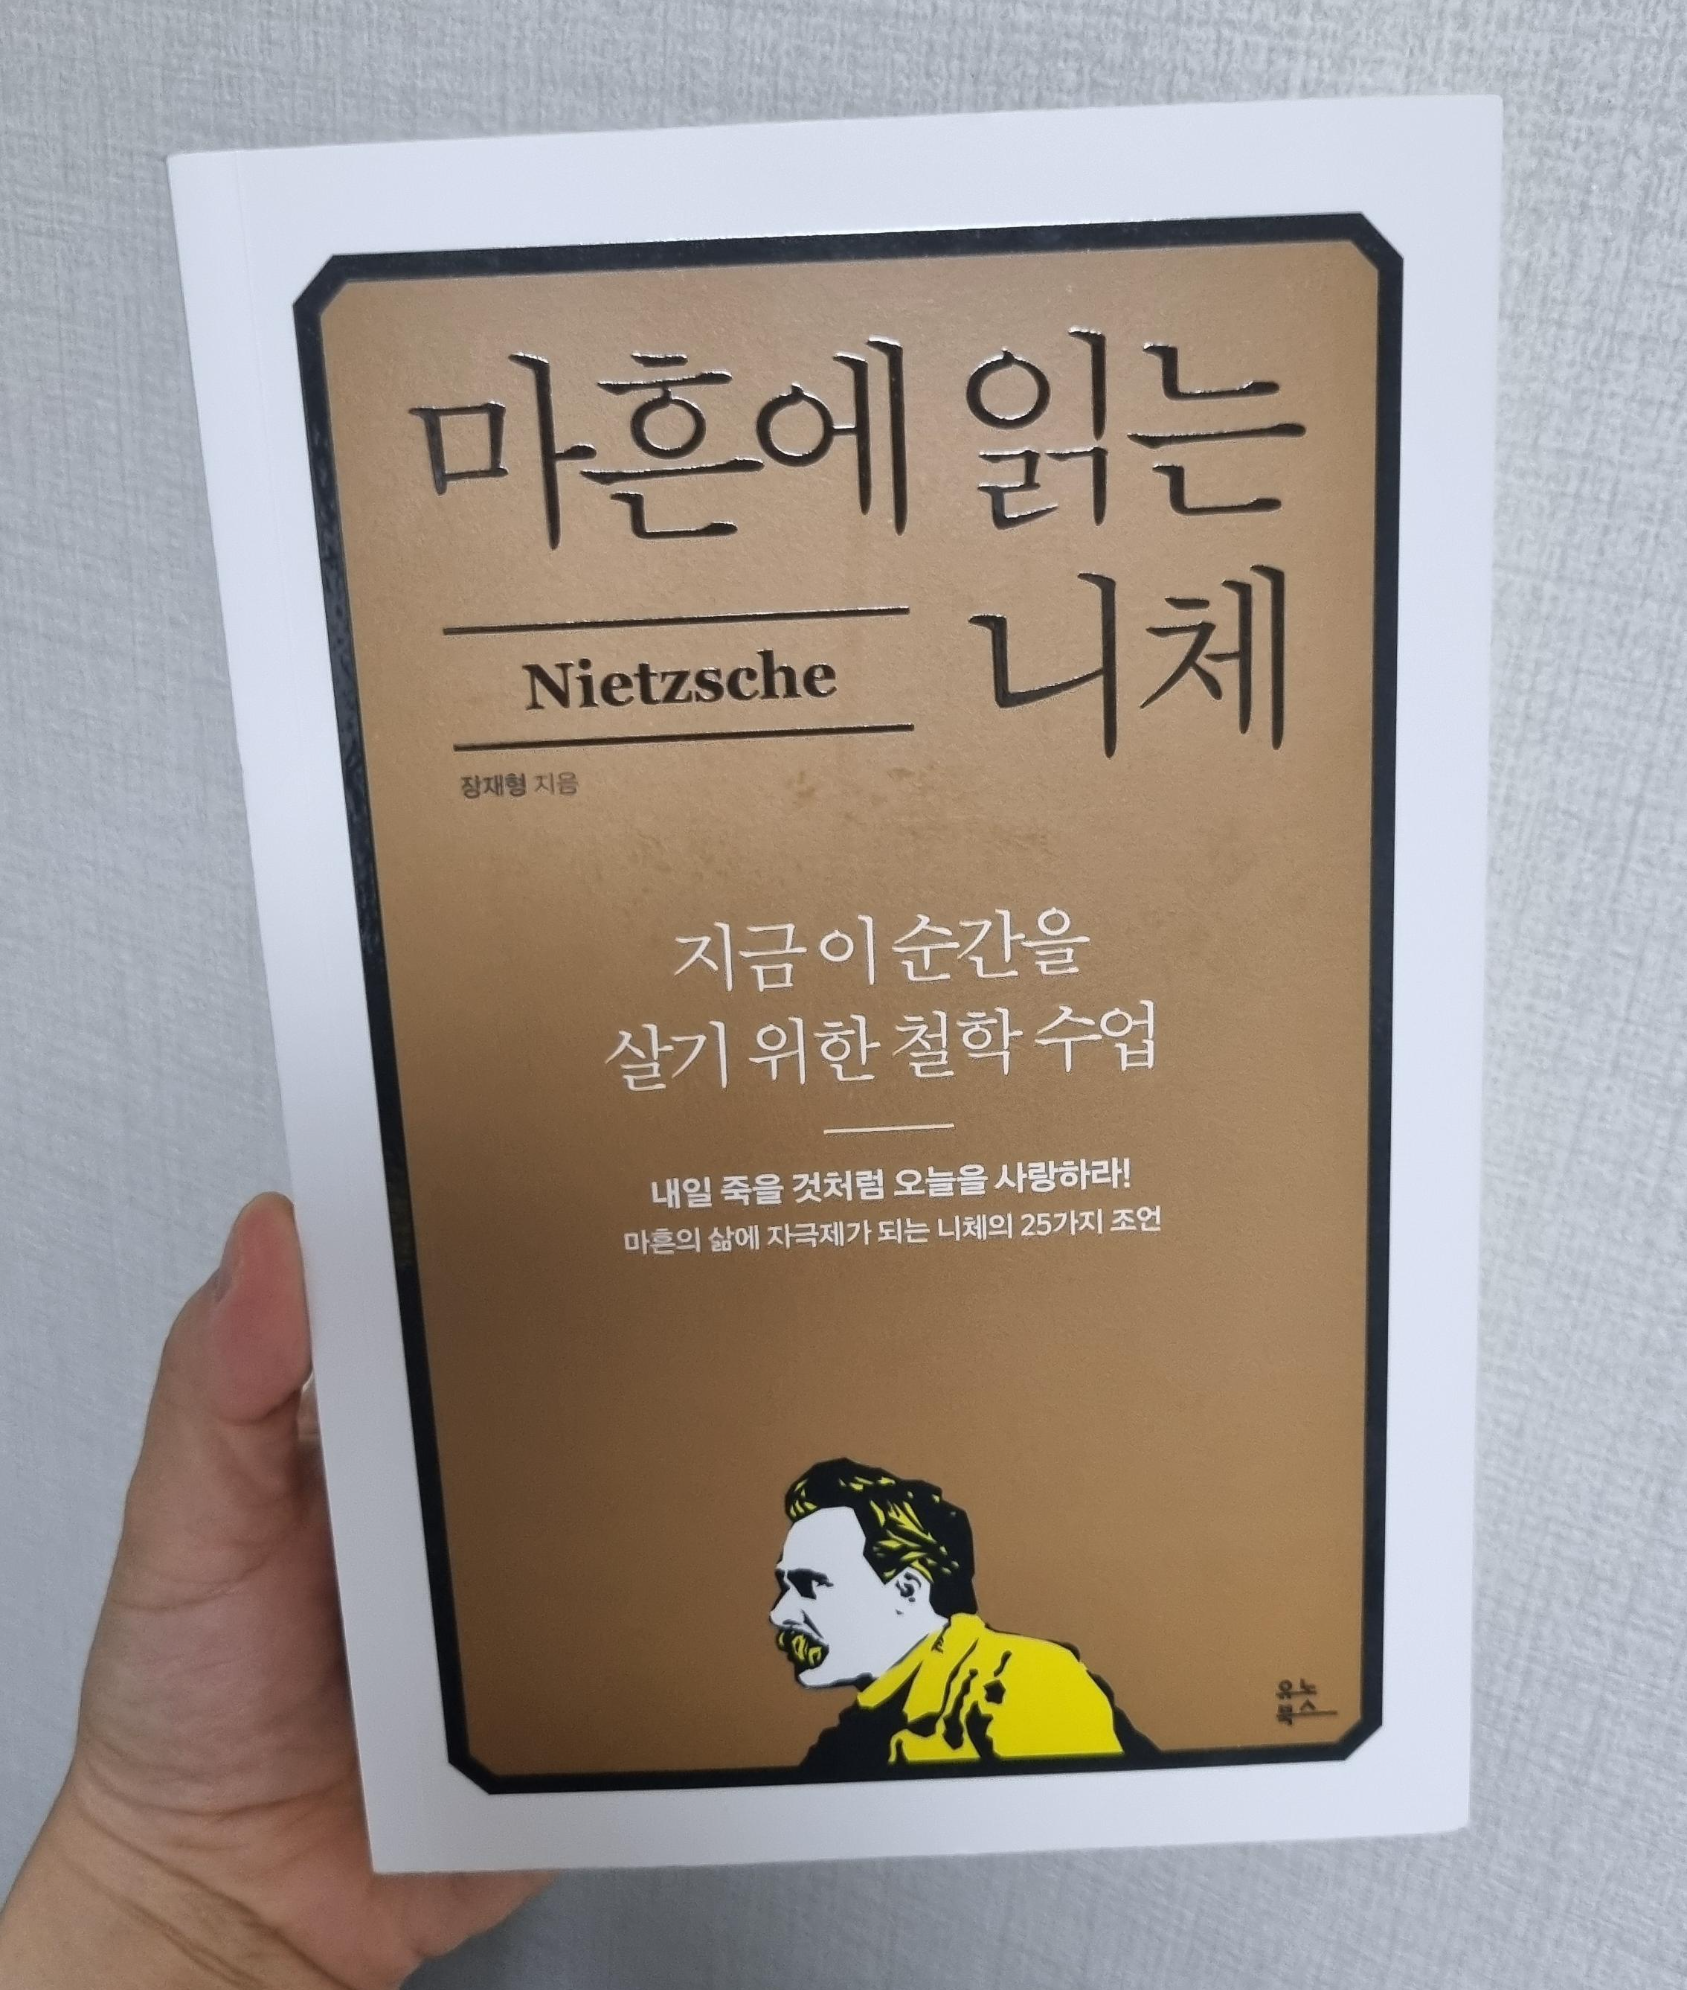 마흔에 읽는
니체
Nietzsche
장재형 지음
지금 이 순간을
살기 위한 철학 수업
내일 죽을 것처럼 오늘을 사랑하라!
마흔의 삶에 자극제가 되는 니체의 25가지 조언
유노
북스